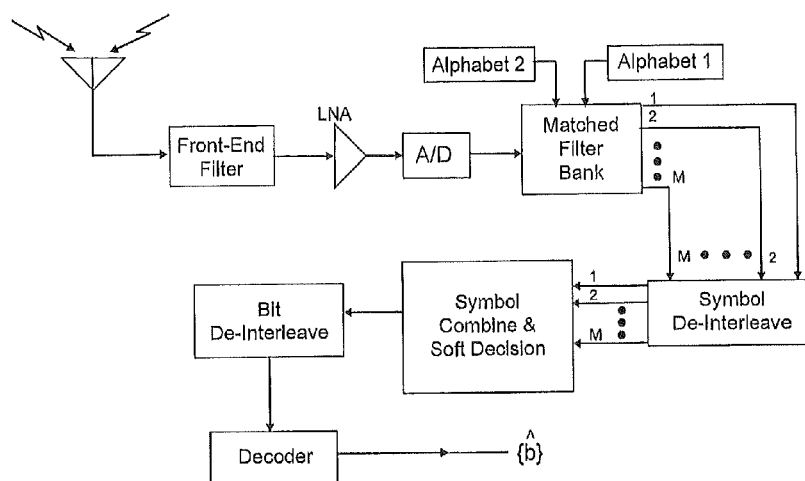 Alphabet 2
Alphabet 1
LNA
Front-End
Filter
A/D
Matched
Filter
Bank
1
2
M
M
2
1
2
M
Symbol
De-Interleave
Symbol
Combine &
Soft Decision
Bit
De-Interleave
Decoder
{b̂}